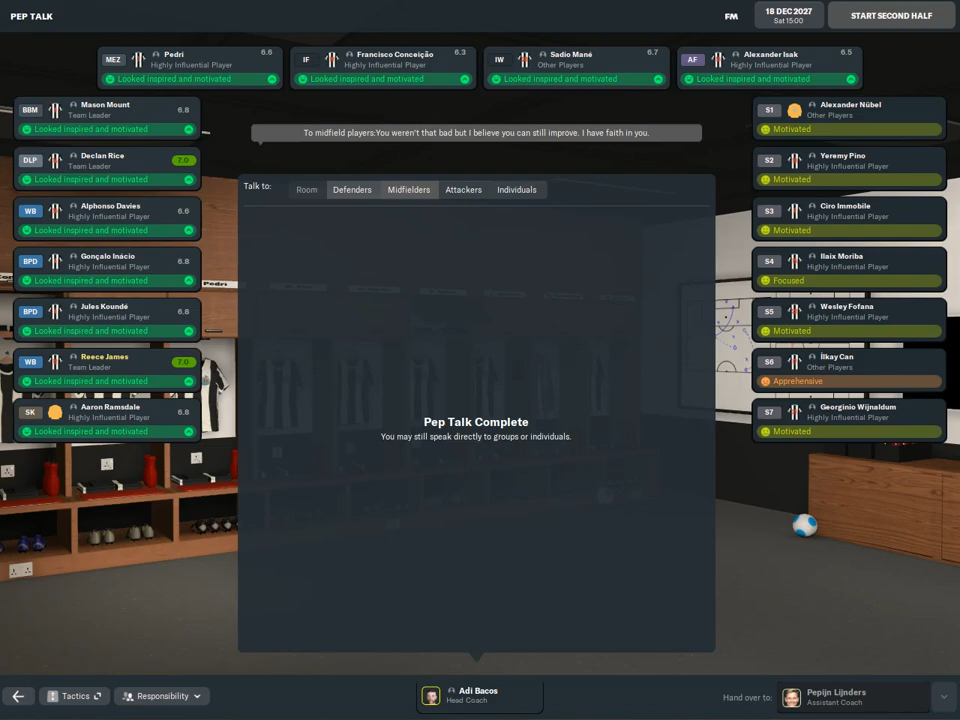 PEP TALK
FM
18 DEC 2027
Sat 15:00
START SECOND HALF
MEZ
Pedri
6.6
Highly Influential Player
Looked inspired and motivated
IF
Francisco Conceição
6.3
Highly Influential Player
Looked inspired and motivated
IW
Sadio Mané
6.7
Other Players
Looked inspired and motivated
AF
Alexander Isak
6.5
Highly Influential Player
Looked inspired and motivated
BBM
Mason Mount
6.8
Team Leader
Looked inspired and motivated
DLP
Declan Rice
7.0
Team Leader
Looked inspired and motivated
WB
Alphonso Davies
6.6
Highly Influential Player
Looked inspired and motivated
BPD
Gonçalo Inácio
6.8
Highly Influential Player
Looked inspired and motivated
BPD
Jules Koundé
6.8
Highly Influential Player
Looked inspired and motivated
WB
Reece James
7.0
Team Leader
Looked inspired and motivated
SK
Aaron Ramsdale
6.8
Highly Influential Player
Looked inspired and motivated
Pedri
To midfield players:You weren't that bad but I believe you can still improve. I have faith in you.
Talk to:
Room
Defenders
Midfielders
Attackers
Individuals
Pep Talk Complete
You may still speak directly to groups or individuals.
S1
Alexander Nübel
Other Players
Motivated
S2
Yeremy Pino
Highly Influential Player
Motivated
S3
Ciro Immobile
Highly Influential Player
Motivated
S4
Ilaix Moriba
Highly Influential Player
Focused
S5
Wesley Fofana
Highly Influential Player
Motivated
S6
İlkay Can
Other Players
Apprehensive
S7
Georginio Wijnaldum
Highly Influential Player
Motivated
Tactics
Responsibility
Adi Bacos
Head Coach
Hand over to:
Pepijn Lijnders
Assistant Coach